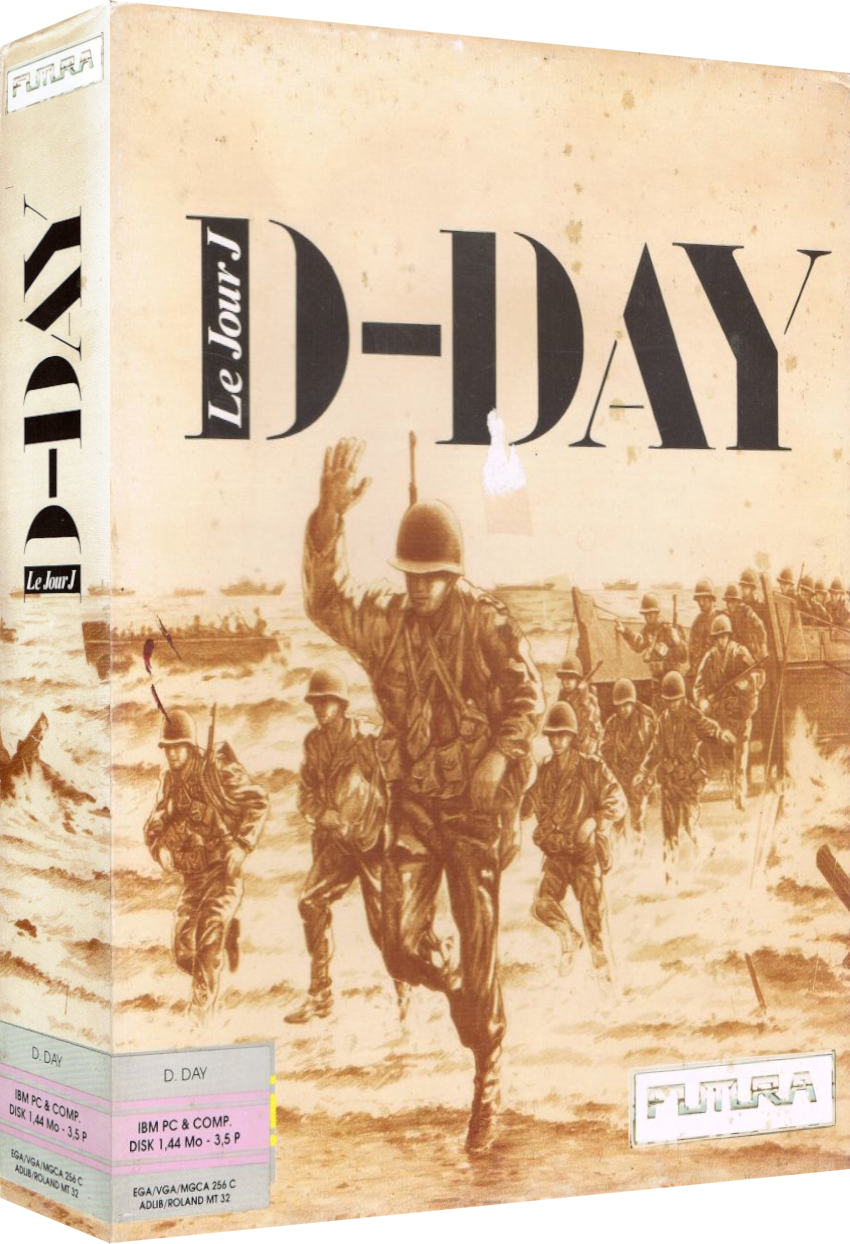 FUTURA
D-DAY
Le Jour J
D. DAY
IBM PC & COMP.
DISK 1,44 Mo - 3,5 P
EGA/VGA/MGCA 256 C
ADLIB/ROLAND MT 32
Le Jour J
D-DAY
D. DAY
IBM PC & COMP.
DISK 1,44 Mo - 3,5 P
EGA/VGA/MGCA 256 C
ADLIB/ROLAND MT 32
FUTURA